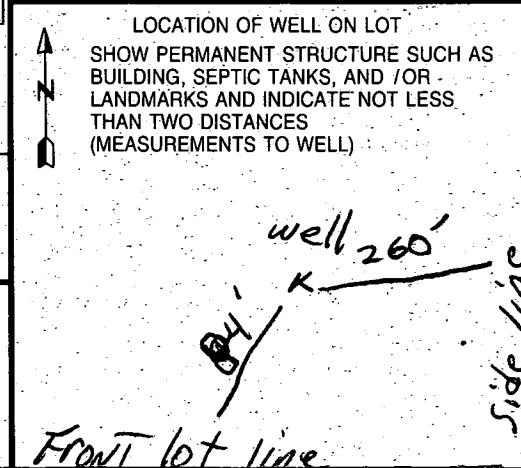 LOCATION OF WELL ON LOT
SHOW PERMANENT STRUCTURE SUCH AS
BUILDING, SEPTIC TANKS, AND /OR
LANDMARKS AND INDICATE NOT LESS
THAN TWO DISTANCES
(MEASUREMENTS TO WELL)
N
well 260'
x
4'
side line
Front lot line